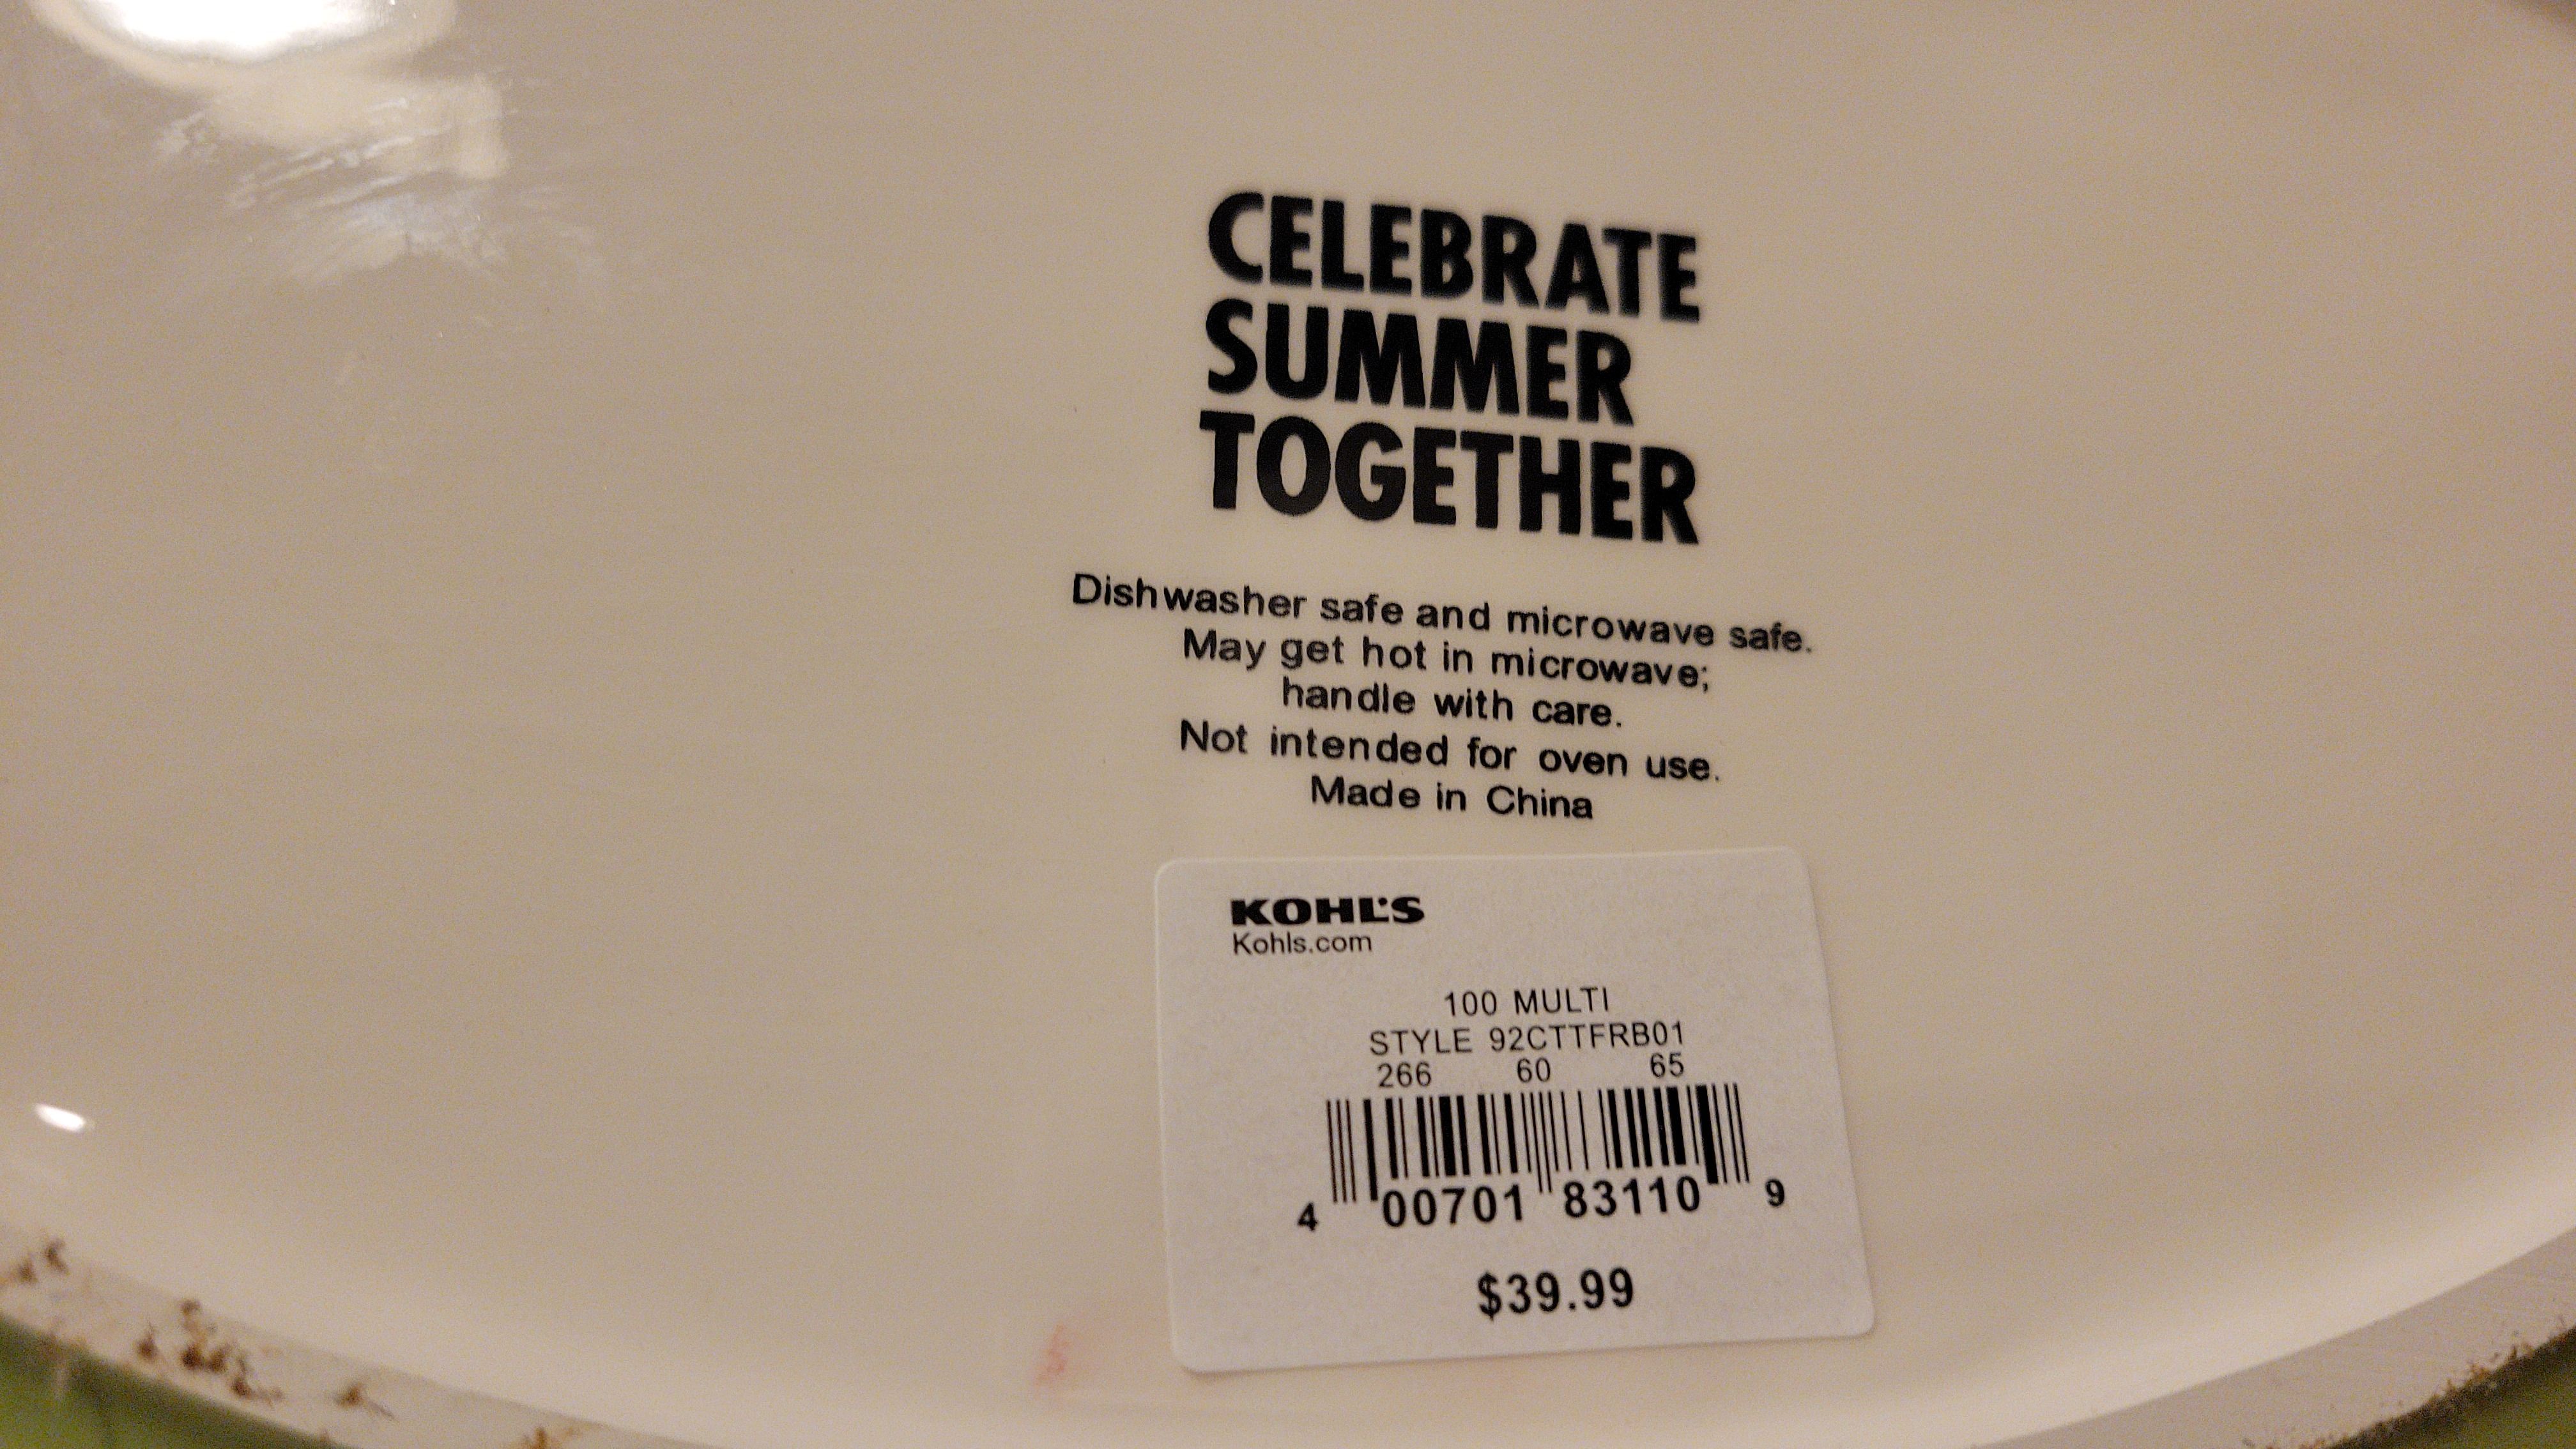 CELEBRATE
SUMMER
TOGETHER
Dishwasher safe and microwave safe.
May get hot in microwave;
handle with care.
Not intended for oven use.
Made in China
KOHL'S
Kohls.com
100 MULTI
STYLE 92CTTFRB01
266 60 65
4 00701 83110 9
$39.99